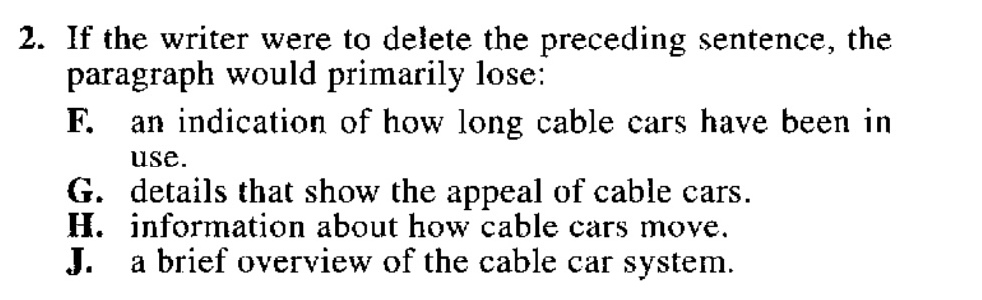 2. If the writer were to delete the preceding sentence, the
paragraph would primarily lose:
F. an indication of how long cable cars have been in
use.
G. details that show the appeal of cable cars.
H. information about how cable cars move.
J. a brief overview of the cable car system.